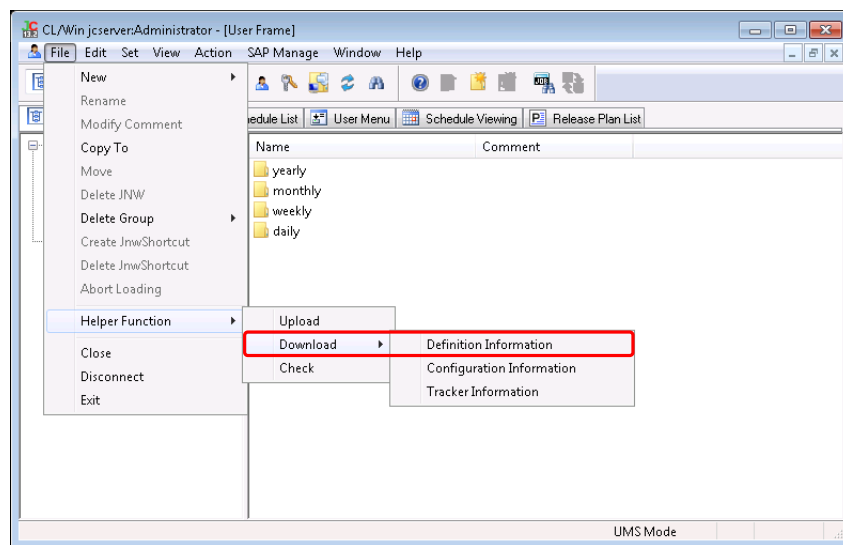 CL/Win jcserver:Administrator - [User Frame]
File Edit Set View Action SAP Manage Window Help
New
Rename
Modify Comment
Copy To
Move
Delete JNW
Delete Group
Create JnwShortcut
Delete JnwShortcut
Abort Loading
Helper Function
Close
Disconnect
Exit
Upload
Download
Check
Definition Information
Configuration Information
Tracker Information
edule List User Menu Schedule Viewing Release Plan List
Name Comment
yearly
monthly
weekly
daily
UMS Mode